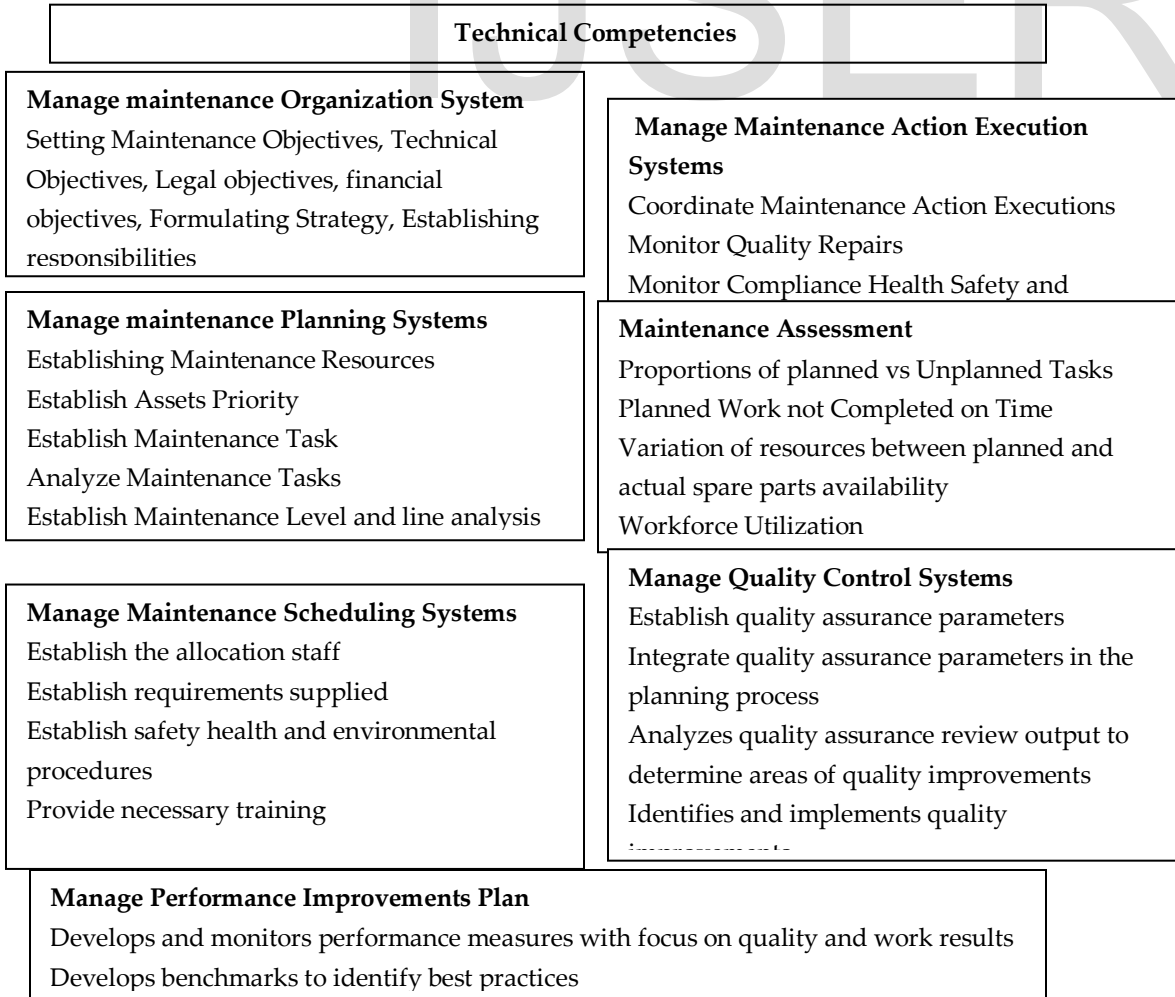 IJSER
Technical Competencies
Manage maintenance Organization System
Setting Maintenance Objectives, Technical
Objectives, Legal objectives, financial
objectives, Formulating Strategy, Establishing
responsibilities
Manage maintenance Planning Systems
Establishing Maintenance Resources
Establish Assets Priority
Establish Maintenance Task
Analyze Maintenance Tasks
Establish Maintenance Level and line analysis
Manage Maintenance Scheduling Systems
Establish the allocation staff
Establish requirements supplied
Establish safety health and environmental
procedures
Provide necessary training
Manage Maintenance Action Execution
Systems
Coordinate Maintenance Action Executions
Monitor Quality Repairs
Monitor Compliance Health Safety and
Maintenance Assessment
Proportions of planned vs Unplanned Tasks
Planned Work not Completed on Time
Variation of resources between planned and
actual spare parts availability
Workforce Utilization
Manage Quality Control Systems
Establish quality assurance parameters
Integrate quality assurance parameters in the
planning process
Analyzes quality assurance review output to
determine areas of quality improvements
Identifies and implements quality
Manage Performance Improvements Plan
Develops and monitors performance measures with focus on quality and work results
Develops benchmarks to identify best practices